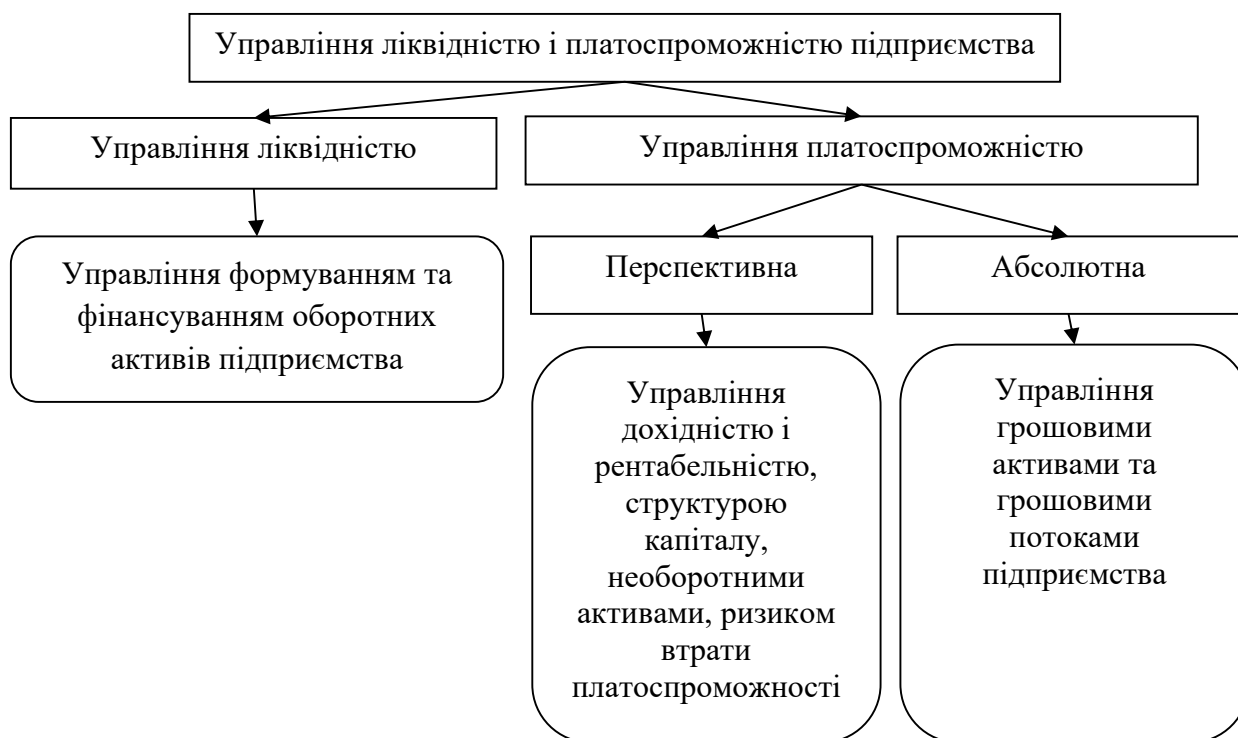 Управління ліквідністю і платоспроможністю підприємства
Управління ліквідністю
Управління платоспроможністю
Управління формуванням та
фінансуванням оборотних
активів підприємства
Перспективна
Абсолютна
Управління
дохідністю і
рентабельністю,
структурою
капіталу,
необоротними
активами, ризиком
втрати
платоспроможності
Управління
грошовими
активами та
грошовими
потоками
підприємства